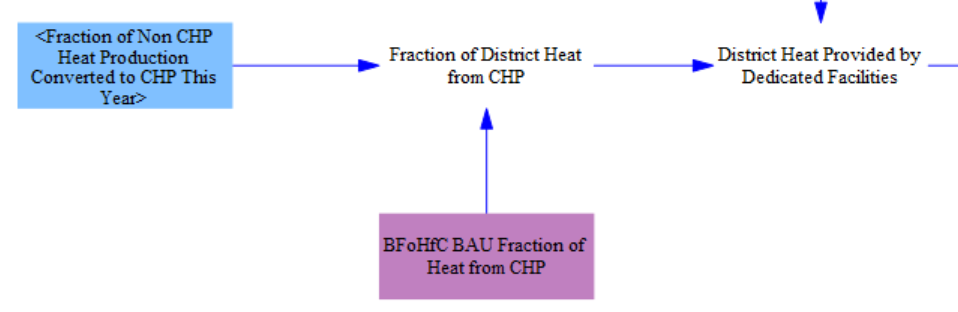 <Fraction of Non CHP
Heat Production
Converted to CHP This
Year>
Fraction of District Heat
from CHP
District Heat Provided by
Dedicated Facilities
BFoHfC BAU Fraction of
Heat from CHP